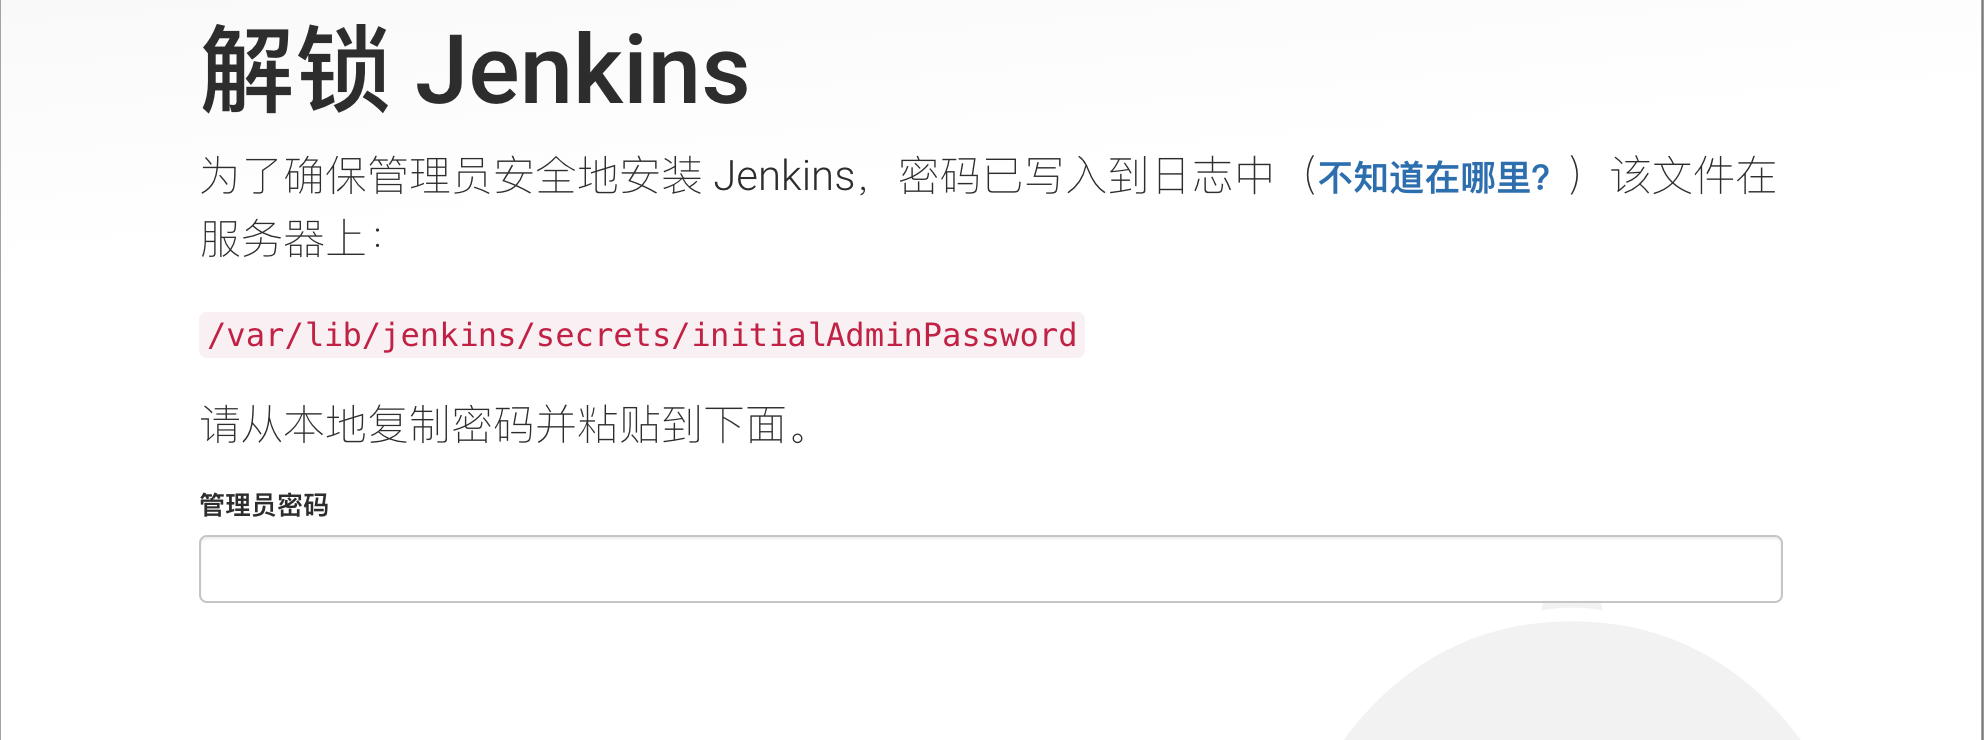 解锁 Jenkins
为了确保管理员安全地安装 Jenkins，密码已写入到日志中（不知道在哪里？）该文件在
服务器上：
/var/lib/jenkins/secrets/initialAdminPassword
请从本地复制密码并粘贴到下面。
管理员密码